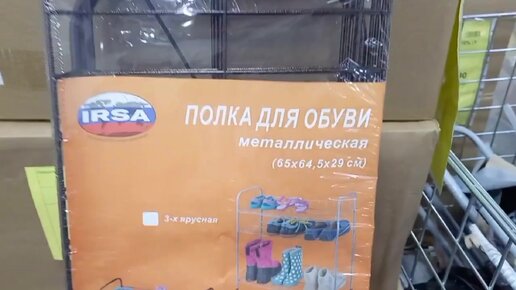 IRSA
ПОЛКА ДЛЯ ОБУВИ
металлическая
(65х64,5х29 см)
3-х ярусная